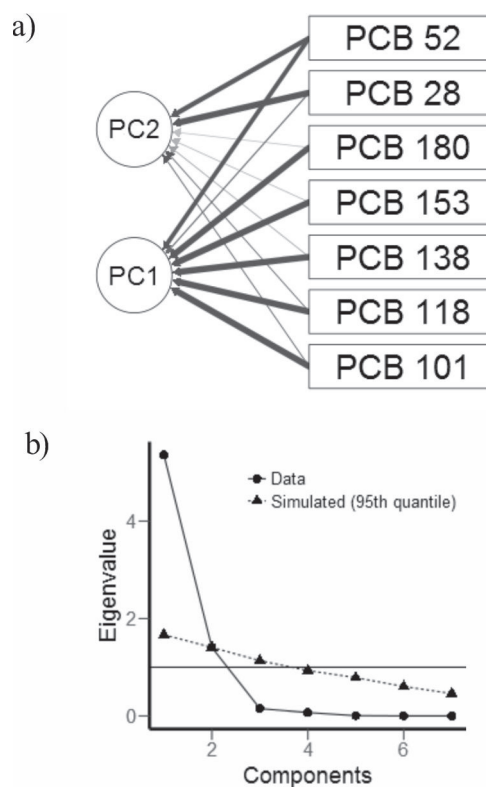 a)
PCB 52
PCB 28
PC2
PCB 180
PCB 153
PC1
PCB 138
PCB 118
PCB 101
b)
Data
Simulated (95th quantile)
4
2
0
Eigenvalue
2 4 6
Components